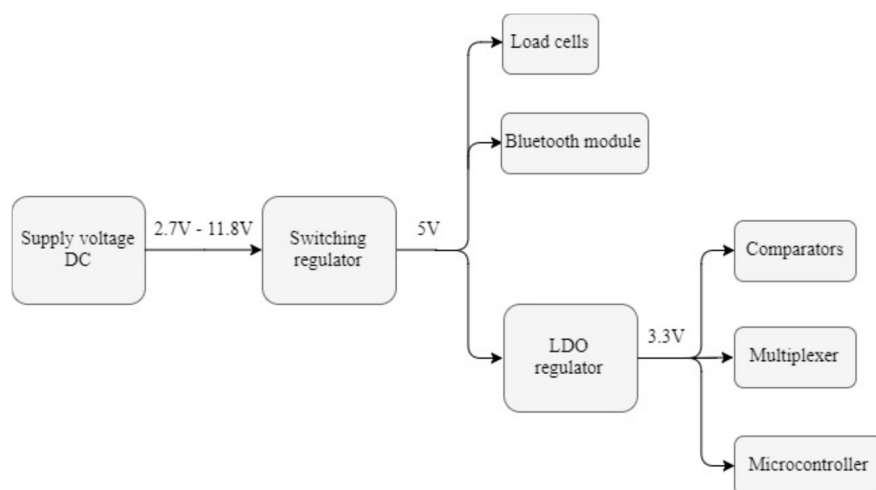 Load cells
Bluetooth module
Supply voltage
DC
2.7V - 11.8V
Switching
regulator
5V
Comparators
LDO
regulator
3.3V
Multiplexer
Microcontroller